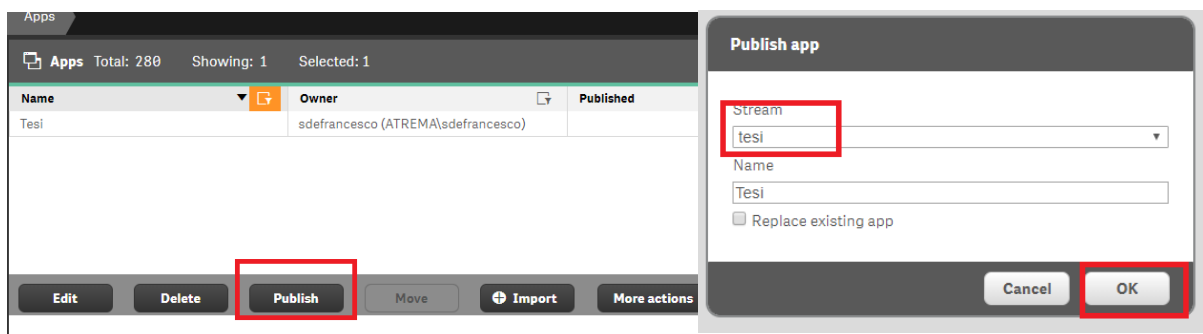 Apps
Apps Total: 280 Showing: 1 Selected: 1
Name Owner Published
Tesi sdefrancesco (ATREMA\sdefrancesco)
Edit Delete Publish Move Import More actions
Publish app
Stream
tesi
Name
Tesi
Replace existing app
Cancel OK